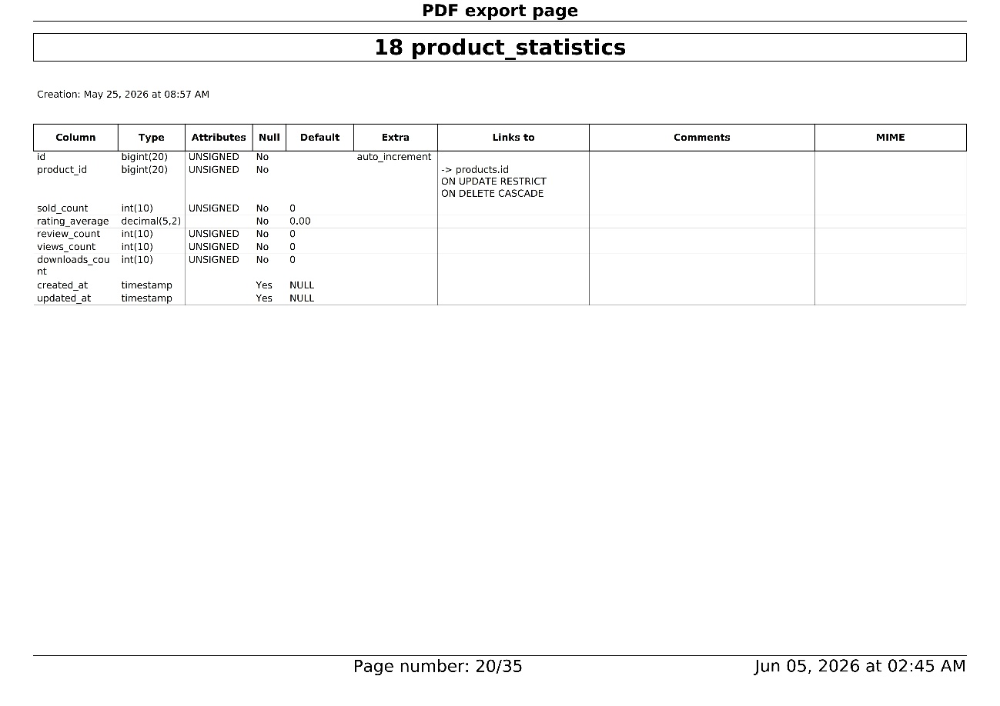 PDF export page
18 product_statistics
Creation: May 25, 2026 at 08:57 AM
Column Type Attributes Null Default Extra Links to Comments MIME
id bigint(20) UNSIGNED No auto_increment
product_id bigint(20) UNSIGNED No -> products.id
ON UPDATE RESTRICT
ON DELETE CASCADE
sold_count int(10) UNSIGNED No 0
rating_average decimal(5,2) No 0.00
review_count int(10) UNSIGNED No 0
views_count int(10) UNSIGNED No 0
downloads_cou int(10) UNSIGNED No 0
nt
created_at timestamp Yes NULL
updated_at timestamp Yes NULL
Page number: 20/35 Jun 05, 2026 at 02:45 AM